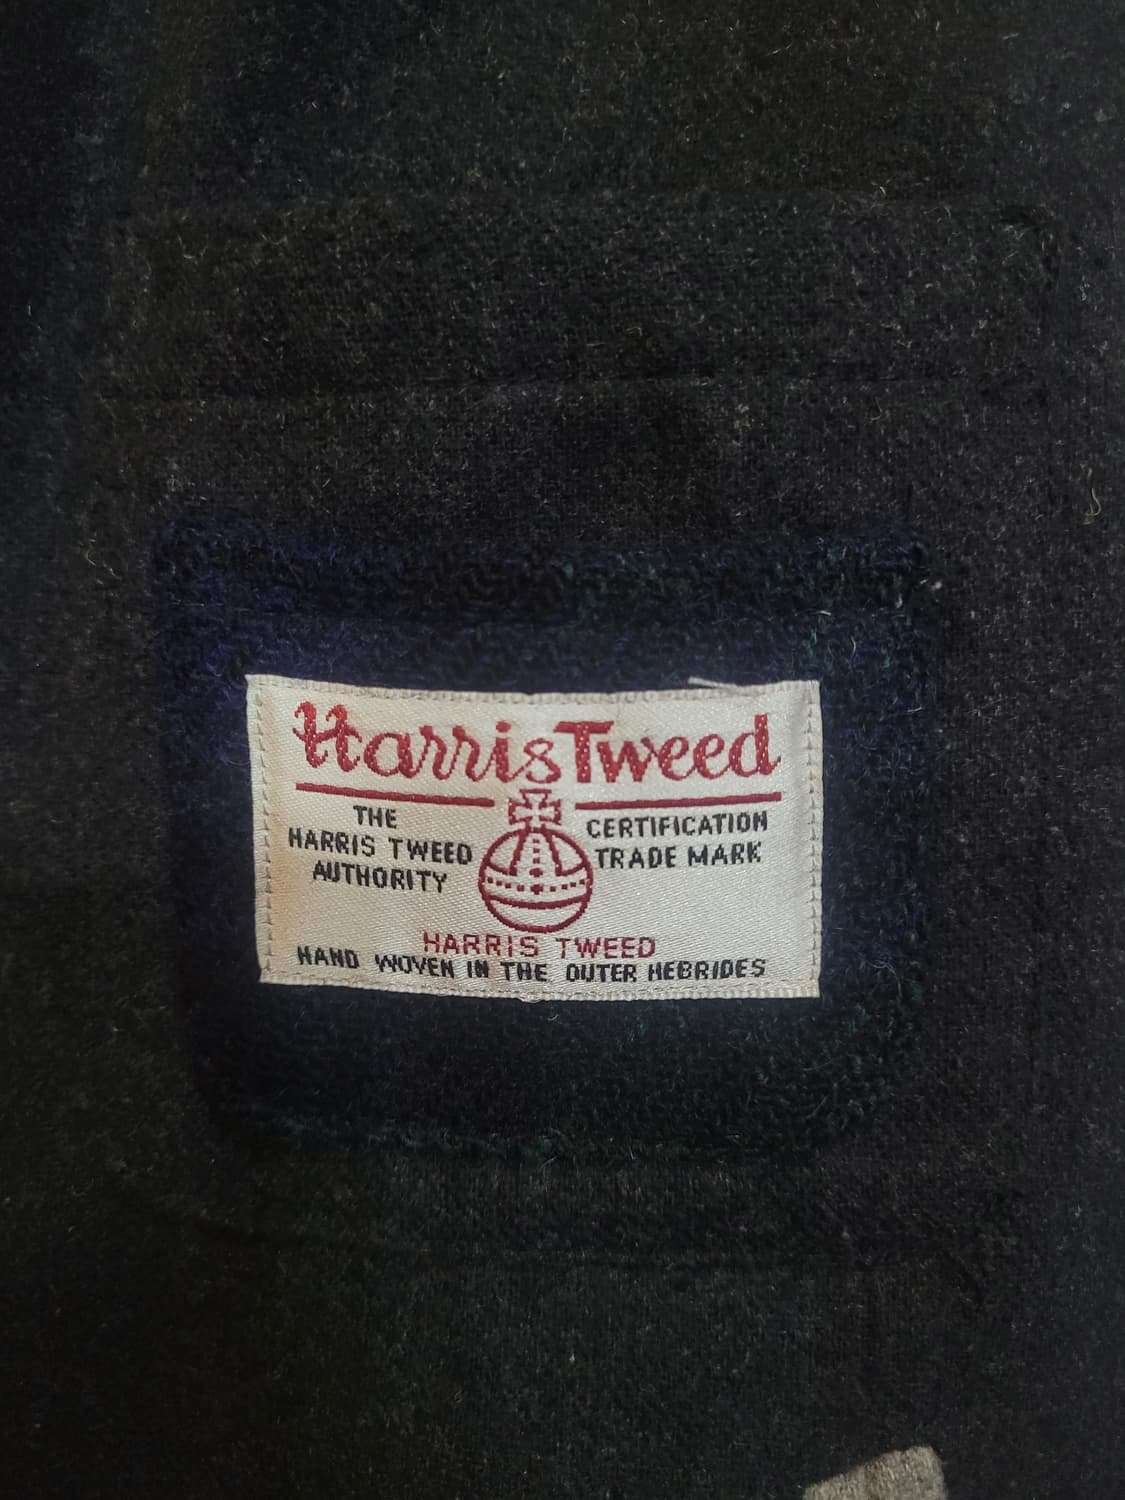 Harris Tweed
THE
HARRIS TWEED
AUTHORITY
CERTIFICATION
TRADE MARK
HARRIS TWEED
HAND WOVEN IN THE OUTER HEBRIDES